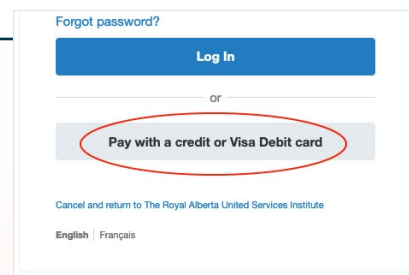 Forgot password?
Log In
or
Pay with a credit or Visa Debit card
Cancel and return to The Royal Alberta United Services Institute
English Français